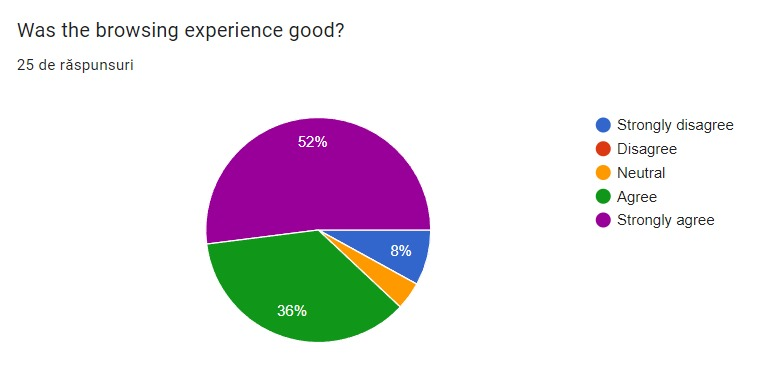 Was the browsing experience good?
25 de răspunsuri
52%
8%
36%
Strongly disagree
Disagree
Neutral
Agree
Strongly agree